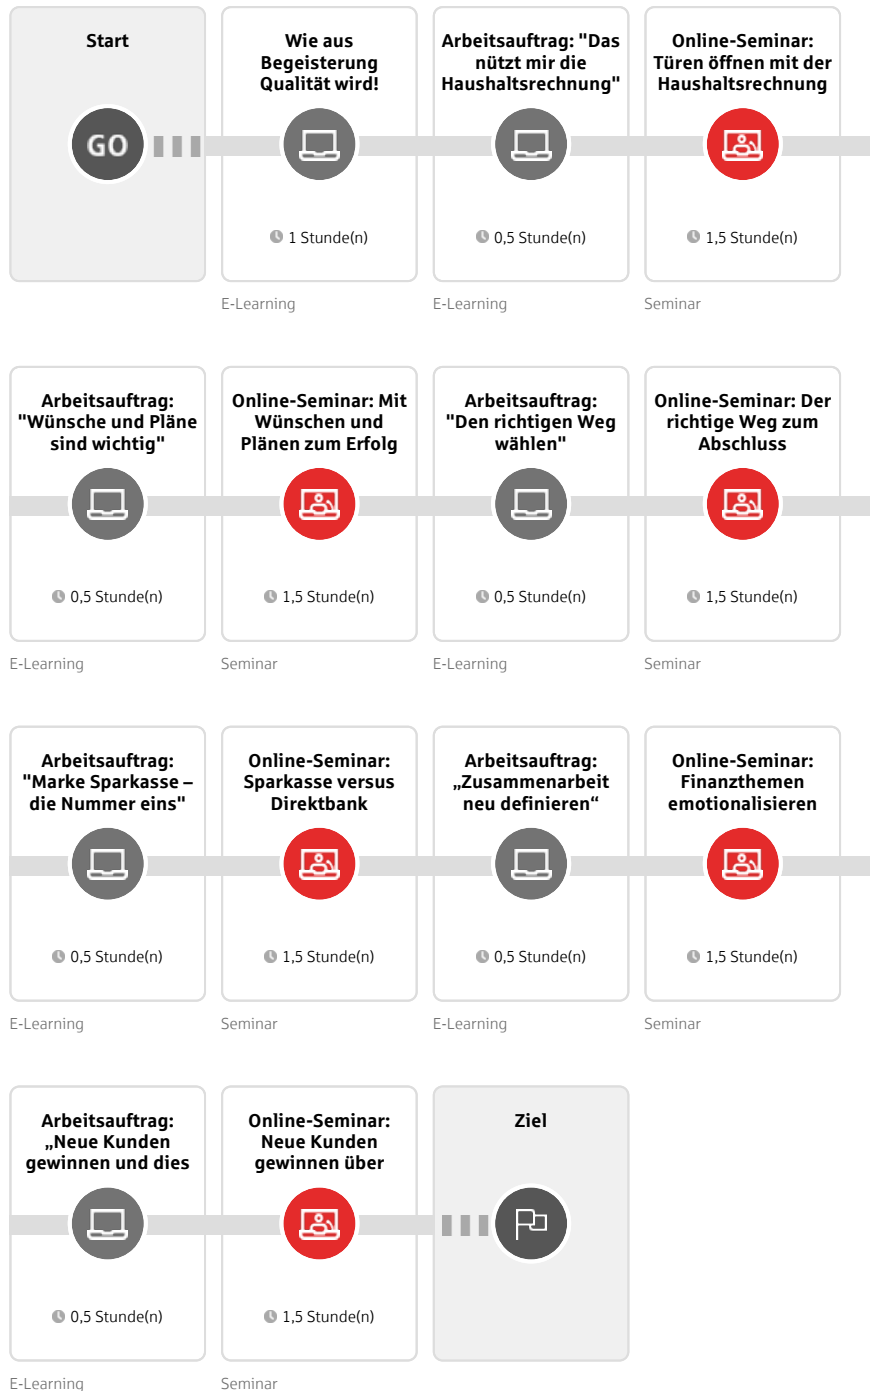 Start
Wie aus
Begeisterung
Qualität wird!
Arbeitsauftrag: "Das
nützt mir die
Haushaltsrechnung"
Online-Seminar:
Türen öffnen mit der
Haushaltsrechnung
GO
1 Stunde(n)
0,5 Stunde(n)
1,5 Stunde(n)
E-Learning
E-Learning
Seminar
Arbeitsauftrag:
"Wünsche und Pläne
sind wichtig"
Online-Seminar: Mit
Wünschen und
Plänen zum Erfolg
Arbeitsauftrag:
"Den richtigen Weg
wählen"
Online-Seminar: Der
richtige Weg zum
Abschluss
0,5 Stunde(n)
1,5 Stunde(n)
0,5 Stunde(n)
1,5 Stunde(n)
E-Learning
Seminar
E-Learning
Seminar
Arbeitsauftrag:
"Marke Sparkasse –
die Nummer eins"
Online-Seminar:
Sparkasse versus
Direktbank
Arbeitsauftrag:
„Zusammenarbeit
neu definieren“
Online-Seminar:
Finanzthemen
emotionalisieren
0,5 Stunde(n)
1,5 Stunde(n)
0,5 Stunde(n)
1,5 Stunde(n)
E-Learning
Seminar
E-Learning
Seminar
Arbeitsauftrag:
„Neue Kunden
gewinnen und dies
Online-Seminar:
Neue Kunden
gewinnen über
Ziel
0,5 Stunde(n)
1,5 Stunde(n)
E-Learning
Seminar